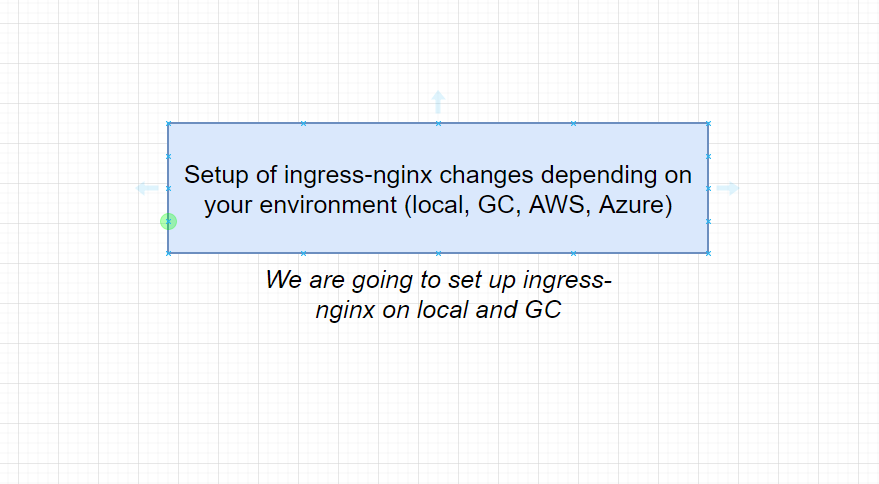 Setup of ingress-nginx changes depending on
your environment (local, GC, AWS, Azure)
We are going to set up ingress-
nginx on local and GC